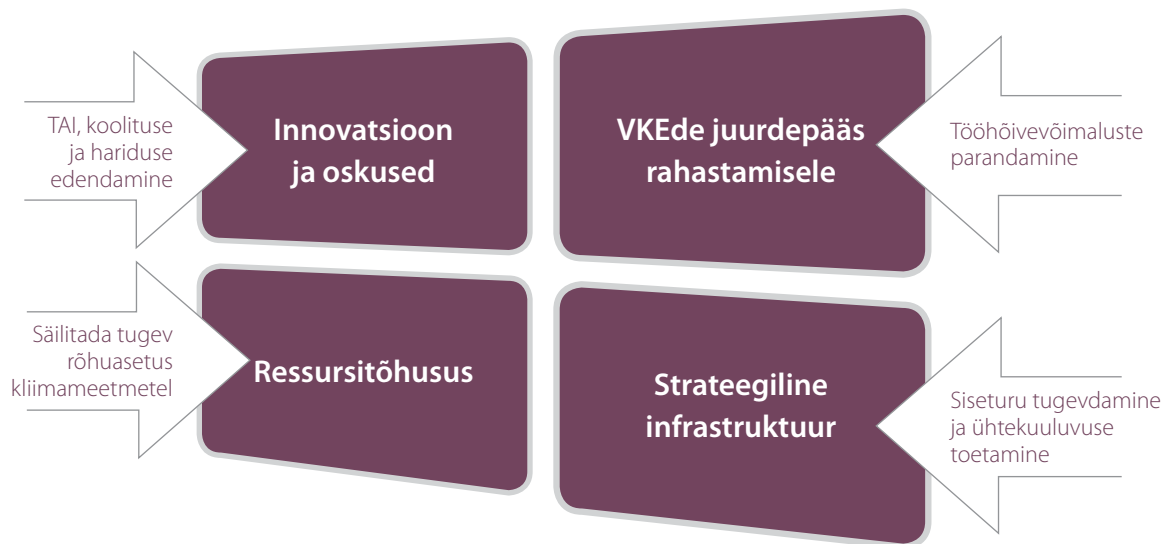 TAI, koolituse
ja hariduse
edendamine
Innovatsioon
ja oskused
VKEde juurdepääs
rahastamisele
Tööhõivevõimaluste
parandamine
Säilitada tugev
rõhuasetus
kliimameetmetel
Ressursitõhusus
Strateegiline
infrastruktuur
Siseturu tugevdamine
ja ühtekuuluvuse
toetamine